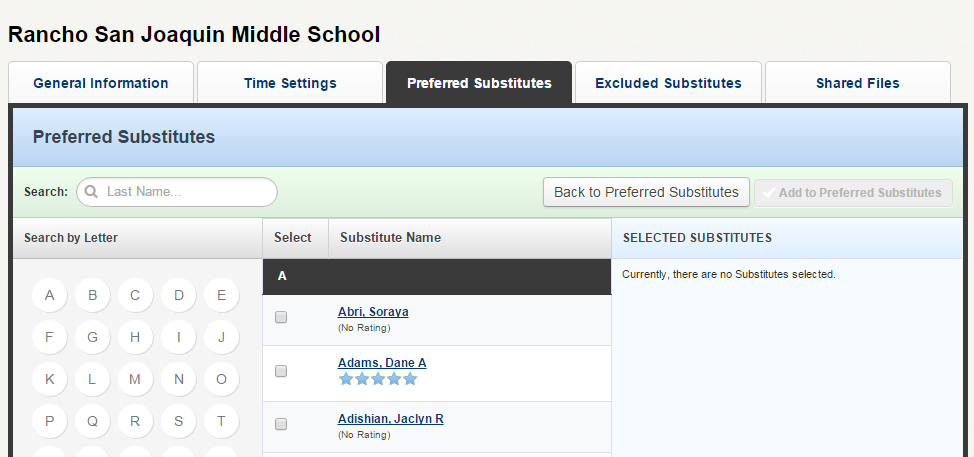 Rancho San Joaquin Middle School
General Information
Time Settings
Preferred Substitutes
Excluded Substitutes
Shared Files
Preferred Substitutes
Search:
Last Name...
Back to Preferred Substitutes
Add to Preferred Substitutes
Search by Letter
Select
Substitute Name
SELECTED SUBSTITUTES
A B C D E
F G H I J
K L M N O
P Q R S T
A
Abri, Soraya
(No Rating)
Adams, Dane A
Adishian, Jaclyn R
(No Rating)
Currently, there are no Substitutes selected.